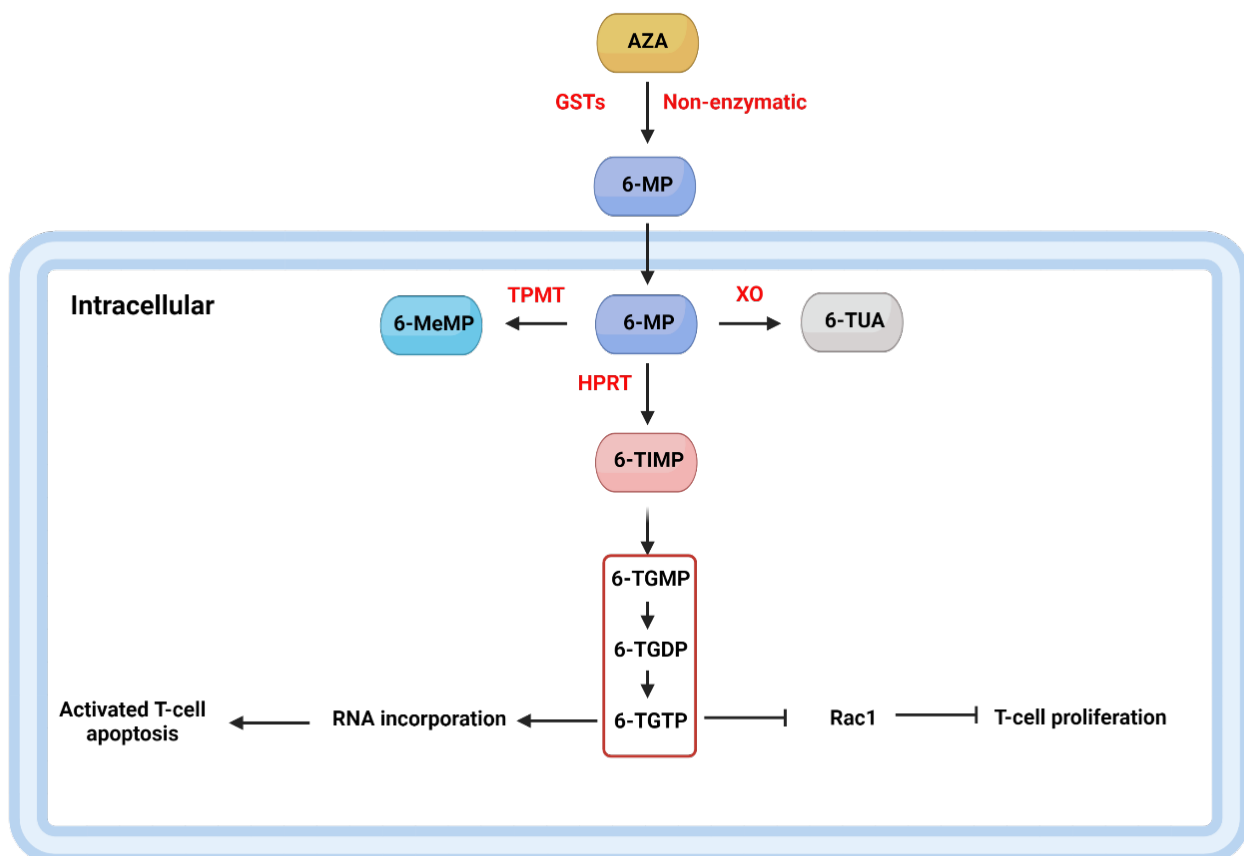 AZA
GSTs
Non-enzymatic
6-MP
Intracellular
TPMT
XO
6-MeMP
6-MP
6-TUA
HPRT
6-TIMP
6-TGMP
6-TGDP
Activated T-cell
apoptosis
RNA incorporation
6-TGTP
Rac1
T-cell proliferation